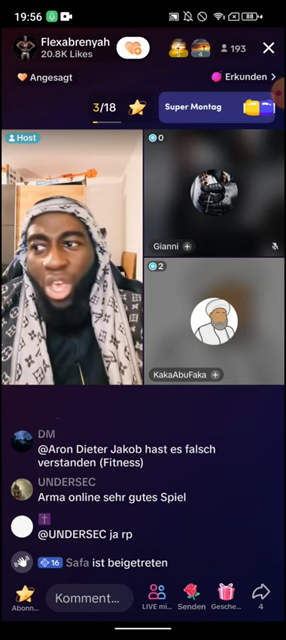 19:56
88
Flexabrenyah
20.8K Likes
193
Angesagt
Erkunden
3/18
Super Montag
Host
0
Gianni
2
KakaAbuFaka
DM
@Aron Dieter Jakob hast es falsch
verstanden (Fitness)
UNDERSEC
Arma online sehr gutes Spiel
@UNDERSEC ja rp
16 Safa ist beigetreten
Komment...
Abonn...
LIVE mi...
Senden
Gesche...
4